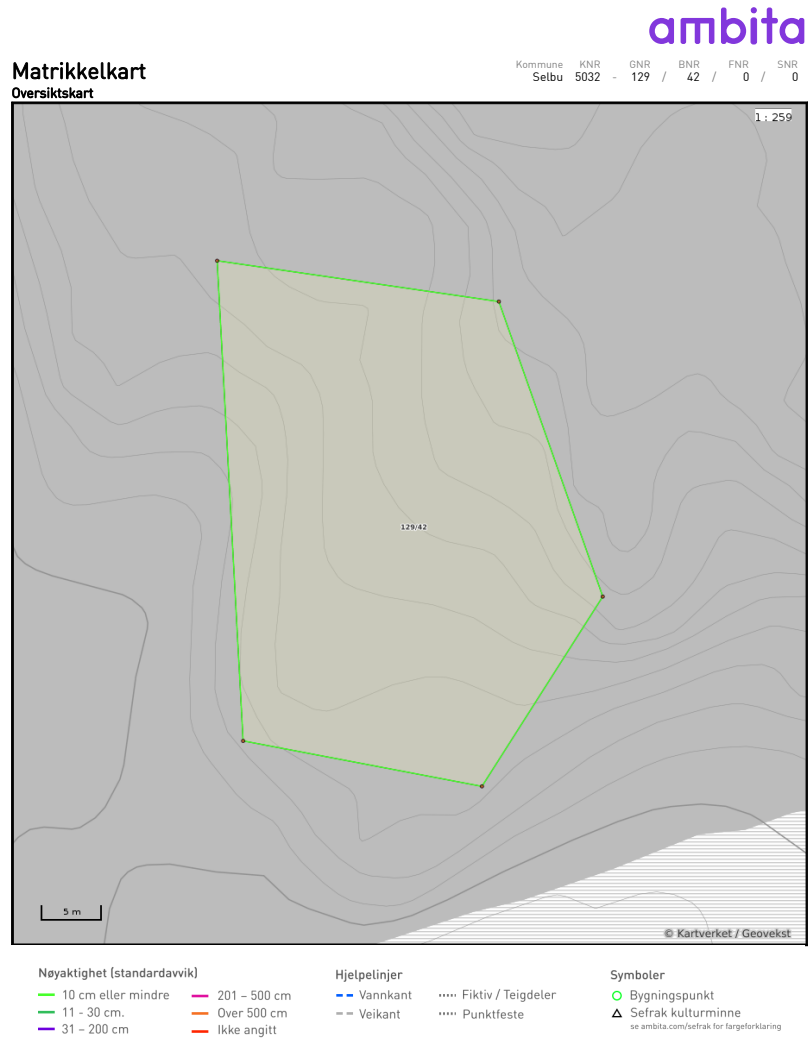 ambita
Matrikkelkart
Oversiktskart
Kommune KNR GNR BNR FNR SNR
Selbu 5032 - 129 / 42 / 0 / 0
1 : 259
129/42
5 m
© Kartverket / Geovekst
Nøyaktighet (standardavvik)
10 cm eller mindre
11 - 30 cm.
31 – 200 cm
201 – 500 cm
Over 500 cm
Ikke angitt
Hjelpelinjer
Vannkant
Veikant
Fiktiv / Teigdeler
Punktfeste
Symboler
Bygningspunkt
Sefrak kulturminne
se ambita.com/sefrak for fargeforklaring